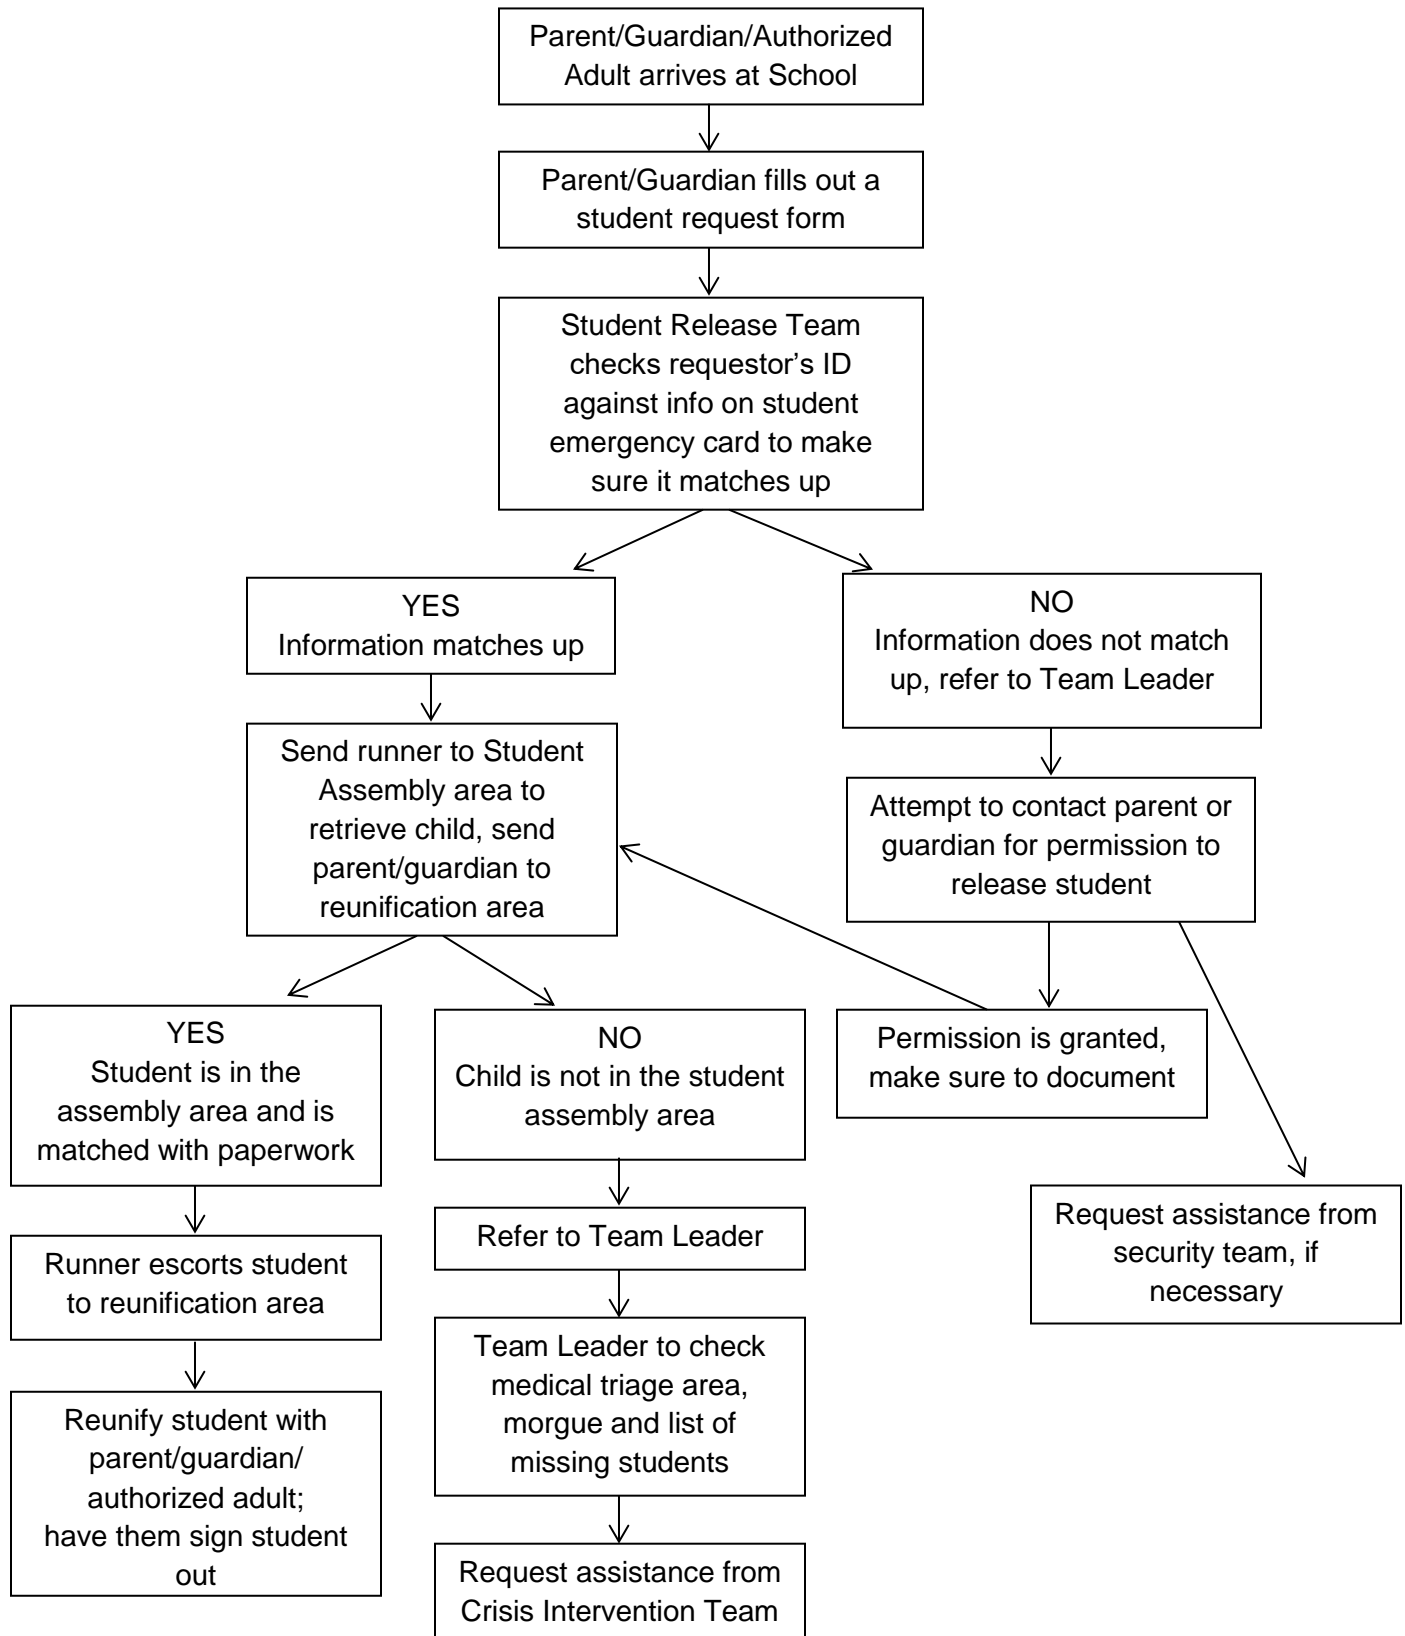 Parent/Guardian/Authorized
Adult arrives at School
Parent/Guardian fills out a
student request form
Student Release Team
checks requestor’s ID
against info on student
emergency card to make
sure it matches up
YES
Information matches up
NO
Information does not match
up, refer to Team Leader
Send runner to Student
Assembly area to
retrieve child, send
parent/guardian to
reunification area
Attempt to contact parent or
guardian for permission to
release student
YES
Student is in the
assembly area and is
matched with paperwork
NO
Child is not in the student
assembly area
Permission is granted,
make sure to document
Refer to Team Leader
Request assistance from
security team, if
necessary
Runner escorts student
to reunification area
Team Leader to check
medical triage area,
morgue and list of
missing students
Reunify student with
parent/guardian/
authorized adult;
have them sign student
out
Request assistance from
Crisis Intervention Team